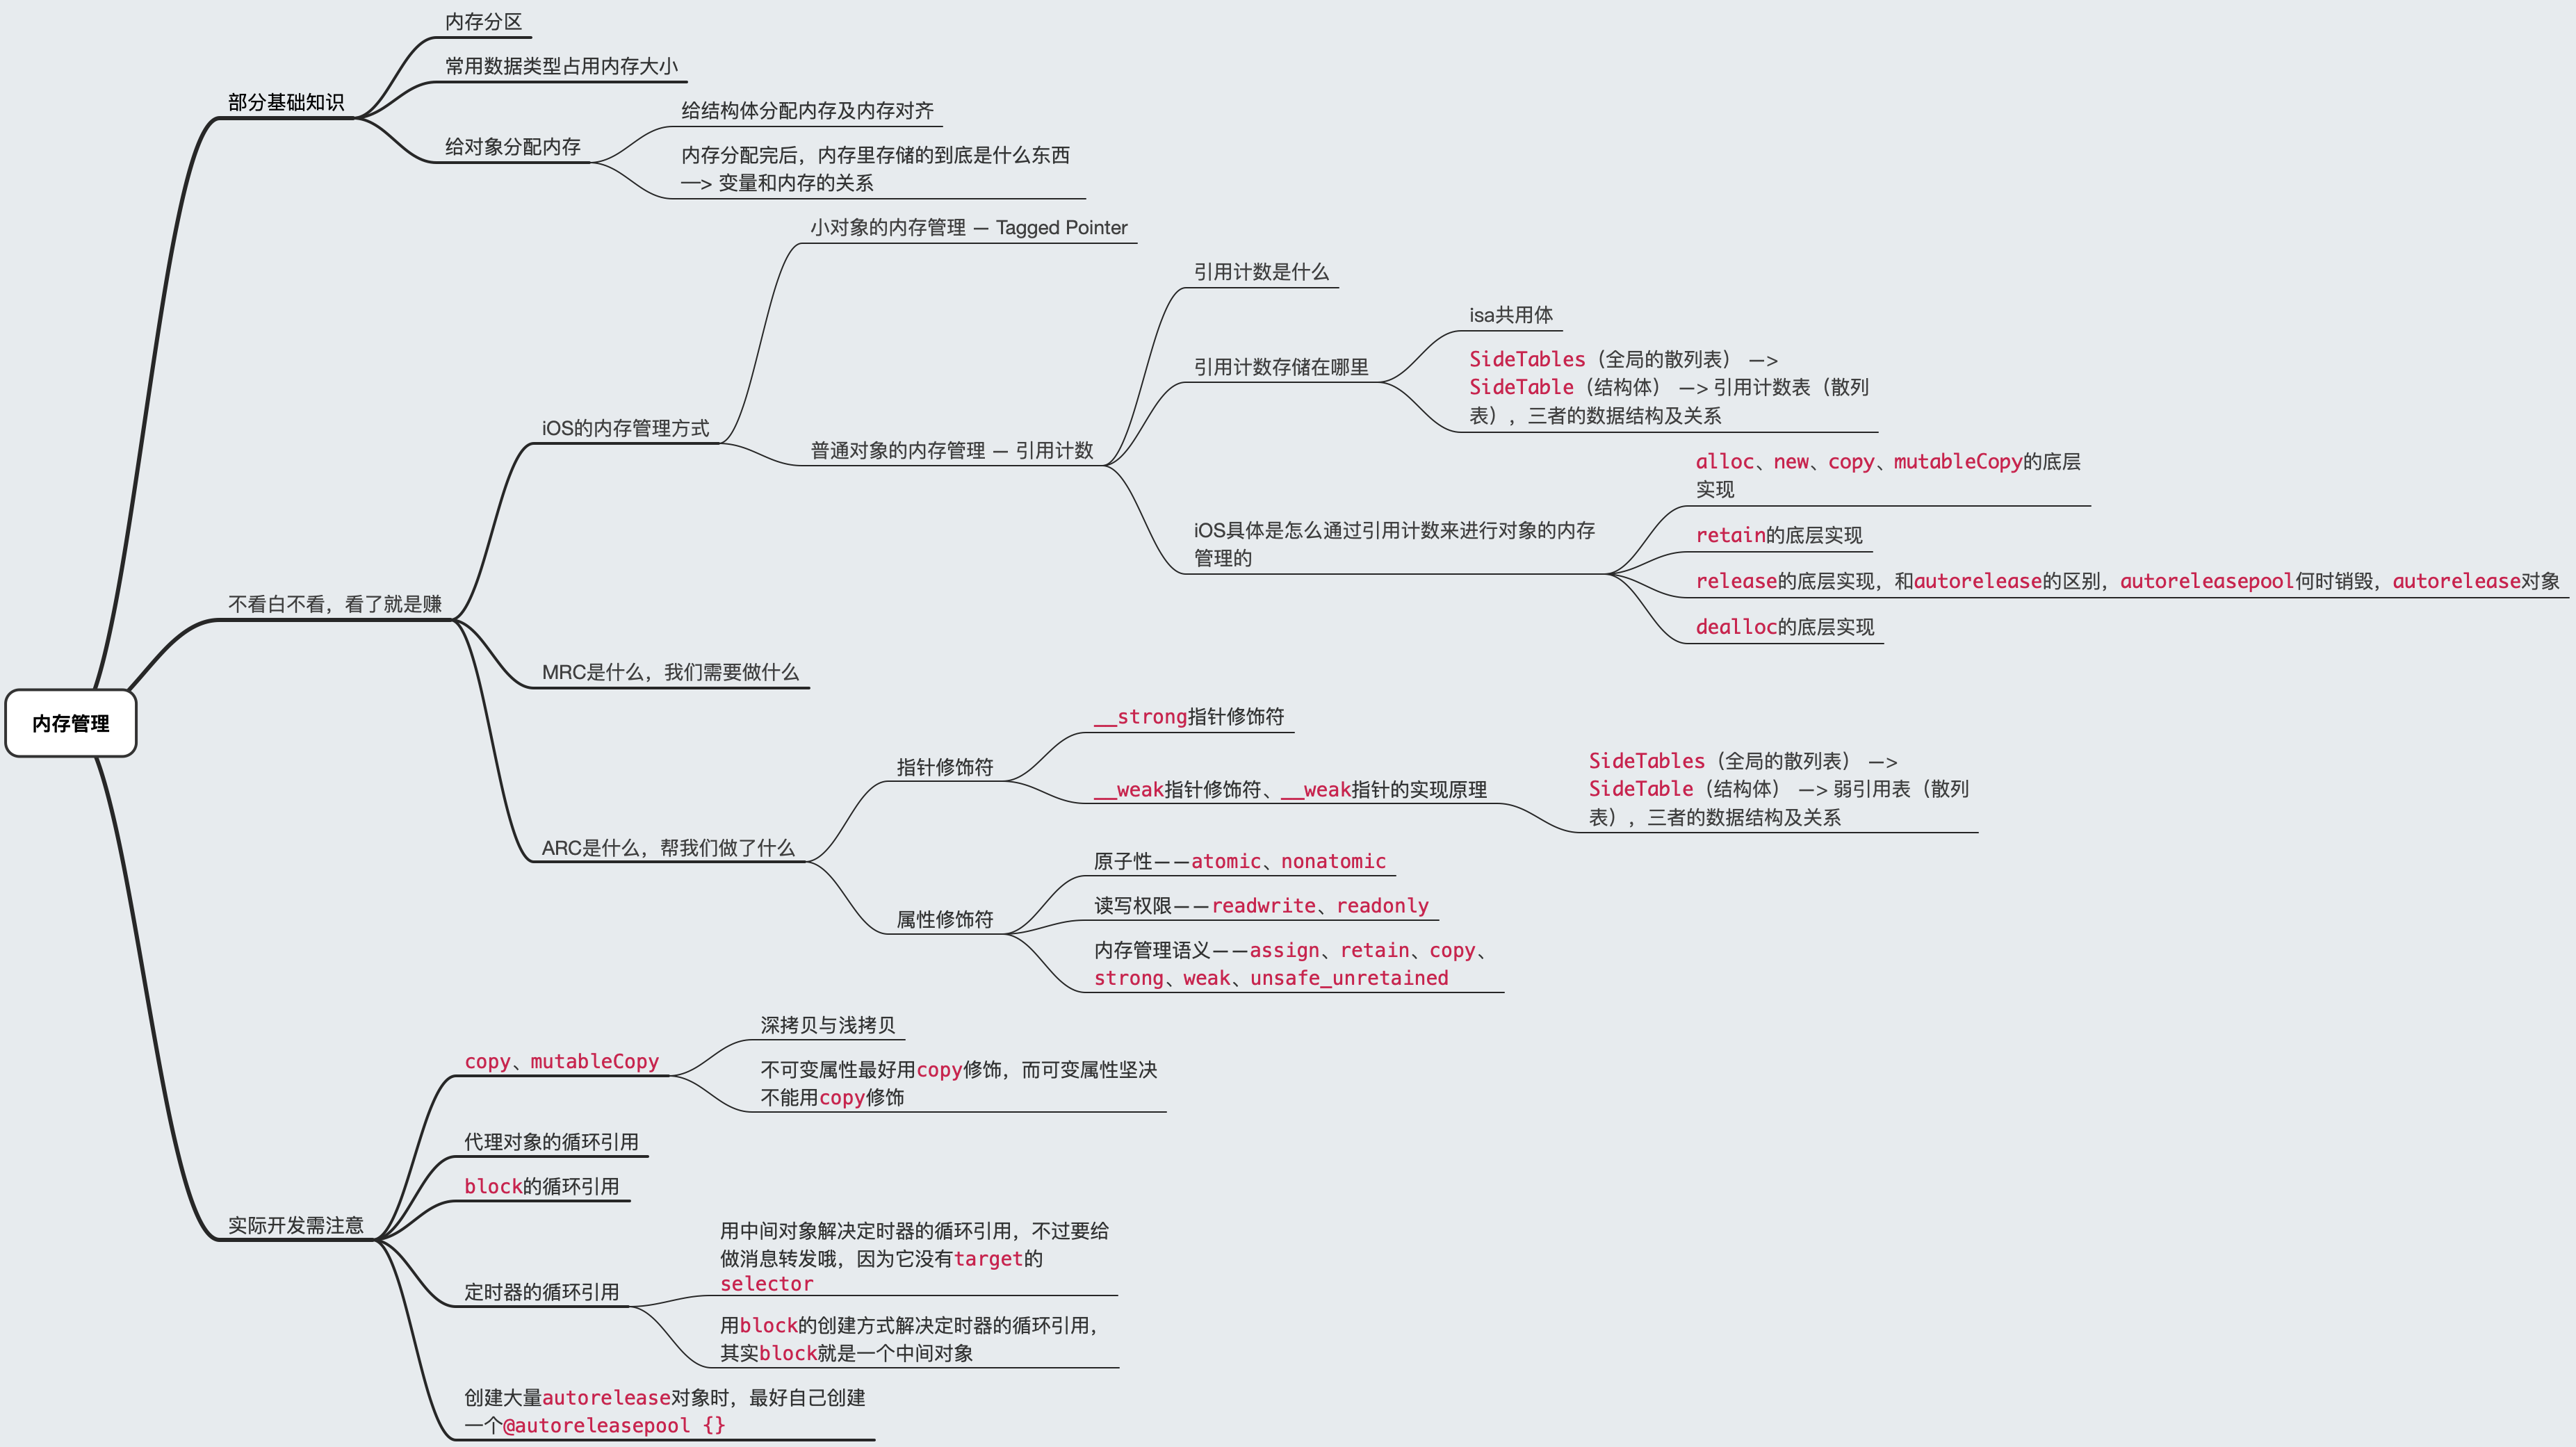 内存管理
部分基础知识
内存分区
常用数据类型占用内存大小
给对象分配内存
给结构体分配内存及内存对齐
内存分配完后，内存里存储的到底是什么东西
—> 变量和内存的关系
不看白不看，看了就是赚
iOS的内存管理方式
小对象的内存管理 — Tagged Pointer
普通对象的内存管理 — 引用计数
引用计数是什么
引用计数存储在哪里
isa共用体
SideTables（全局的散列表） —>
SideTable（结构体） —> 引用计数表（散列
表），三者的数据结构及关系
iOS具体是怎么通过引用计数来进行对象的内存
管理的
alloc、new、copy、mutableCopy的底层
实现
retain的底层实现
release的底层实现，和autorelease的区别，autoreleasepool何时销毁，autorelease对象
dealloc的底层实现
MRC是什么，我们需要做什么
ARC是什么，帮我们做了什么
指针修饰符
__strong指针修饰符
__weak指针修饰符、__weak指针的实现原理
SideTables（全局的散列表） —>
SideTable（结构体） —> 弱引用表（散列
表），三者的数据结构及关系
属性修饰符
原子性——atomic、nonatomic
读写权限——readwrite、readonly
内存管理语义——assign、retain、copy、
strong、weak、unsafe_unretained
实际开发需注意
copy、mutableCopy
深拷贝与浅拷贝
不可变属性最好用copy修饰，而可变属性坚决
不能用copy修饰
代理对象的循环引用
block的循环引用
定时器的循环引用
用中间对象解决定时器的循环引用，不过要给
做消息转发哦，因为它没有target的
selector
用block的创建方式解决定时器的循环引用，
其实block就是一个中间对象
创建大量autorelease对象时，最好自己创建
一个@autoreleasepool {}